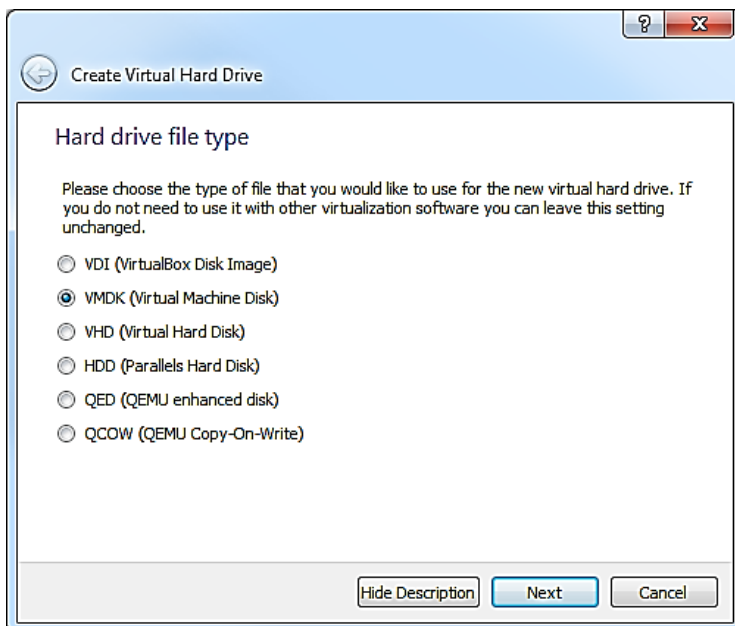 Create Virtual Hard Drive
Hard drive file type
Please choose the type of file that you would like to use for the new virtual hard drive. If
you do not need to use it with other virtualization software you can leave this setting
unchanged.
VDI (VirtualBox Disk Image)
VMDK (Virtual Machine Disk)
VHD (Virtual Hard Disk)
HDD (Parallels Hard Disk)
QED (QEMU enhanced disk)
QCOW (QEMU Copy-On-Write)
Hide Description Next Cancel